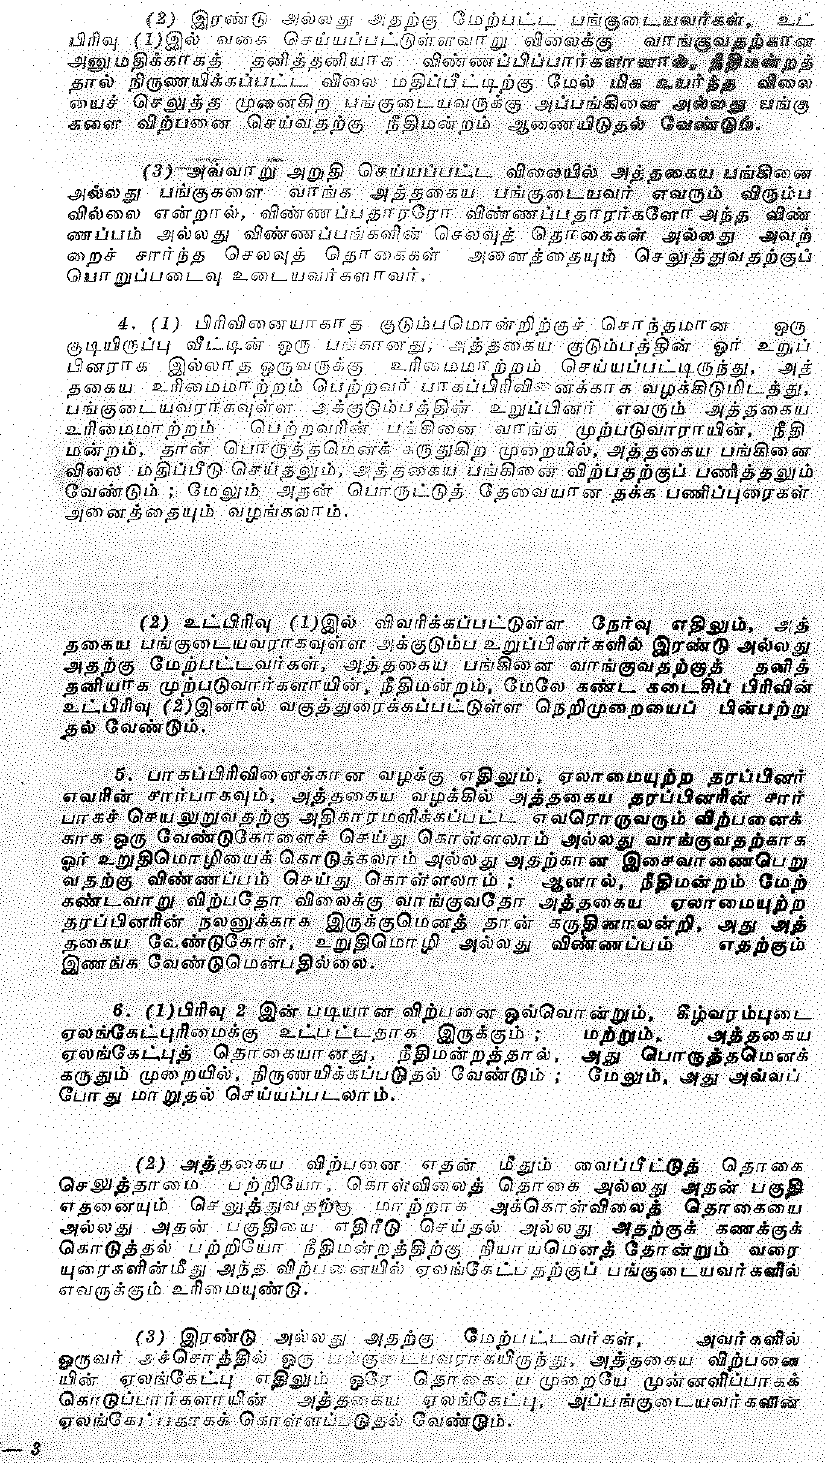 (2) இரண்டு அல்லது அதற்கு மேற்பட்ட பங்குடையவர்கள், உட்
பிரிவு (1)இல் வகை செய்யப்பட்டுள்ளவாறு விலைக்கு வாங்குவதற்கான
அனுமதிக்காகத் தனித்தனியாக விண்ணப்பிப்பார்களானால், நீதிமன்றத்
தால் நிருணயிக்கப்பட்ட விலை மதிப்பீட்டிற்கு மேல் மிக உயர்ந்த விலை
யைச் செலுத்த முனைகிற பங்குடையவருக்கு அப்பங்கினை அல்லது பங்கு
களை விற்பனை செய்வதற்கு நீதிமன்றம் ஆணையிடுதல் வேண்டும்.
(3) அவ்வாறு அறுதி செய்யப்பட்ட விலையில் அத்தகைய பங்கினை
அல்லது பங்குகளை வாங்க அத்தகைய பங்குடையவர் எவரும் விரும்ப
வில்லை என்றால், விண்ணப்பதாரரோ விண்ணப்பதாரர்களோ அந்த விண்
ணப்பம் அல்லது விண்ணப்பங்களின் செலவுத் தொகைகள் அல்லது அவற்
றைச் சார்ந்த செலவுத் தொகைகள் அனைத்தையும் செலுத்துவதற்குப்
பொறுப்படைவு உடையவர்களாவர்.
4. (1) பிரிவினையாகாத குடும்பமொன்றிற்குச் சொந்தமான ஒரு
குடியிருப்பு வீட்டின் ஒரு பங்கானது, அத்தகைய குடும்பத்தின் ஓர் உறுப்
பினராக இல்லாத ஒருவருக்கு உரிமைமாற்றம் செய்யப்பட்டிருந்து, அத்
தகைய உரிமைமாற்றம் பெற்றவர் பாகப்பிரிவினைக்காக வழக்கிடுமிடத்து,
பங்குடையவராகவுள்ள அக்குடும்பத்தின் உறுப்பினர் எவரும் அத்தகைய
உரிமைமாற்றம் பெற்றவரின் பங்கினை வாங்க முற்படுவாராயின், நீதி
மன்றம், தான் பொருத்தமெனக் கருதுகிற முறையில், அத்தகைய பங்கினை
விலை மதிப்பீடு செய்தலும், அத்தகைய பங்கினை விற்பதற்குப் பணித்தலும்
வேண்டும் ; மேலும் அதன் பொருட்டுத் தேவையான தக்க பணிப்புரைகள்
அனைத்தையும் வழங்கலாம்.
(2) உட்பிரிவு (1)இல் விவரிக்கப்பட்டுள்ள நேர்வு எதிலும், அத்
தகைய பங்குடையவராகவுள்ள அக்குடும்ப உறுப்பினர்களில் இரண்டு அல்லது
அதற்கு மேற்பட்டவர்கள், அத்தகைய பங்கினை வாங்குவதற்குத் தனித்
தனியாக முற்படுவார்களாயின், நீதிமன்றம், மேலே கண்ட கடைசிப் பிரிவின்
உட்பிரிவு (2)இனால் வகுத்துரைக்கப்பட்டுள்ள நெறிமுறையைப் பின்பற்று
தல் வேண்டும்.
5. பாகப்பிரிவினைக்கான வழக்கு எதிலும், ஏலாமையுற்ற தரப்பினர்
எவரின் சார்பாகவும், அத்தகைய வழக்கில் அத்தகைய தரப்பினரின் சார்
பாகச் செயலுறுவதற்கு அதிகாரமளிக்கப்பட்ட எவரொருவரும் விற்பனைக்
காக ஒரு வேண்டுகோளைச் செய்து கொள்ளலாம் அல்லது வாங்குவதற்காக
ஓர் உறுதிமொழியைக் கொடுக்கலாம் அல்லது அதற்கான இசைவாணைபெறு
வதற்கு விண்ணப்பம் செய்து கொள்ளலாம் ; ஆனால், நீதிமன்றம் மேற்
கண்டவாறு விற்பதோ விலைக்கு வாங்குவதோ அத்தகைய ஏலாமையுற்ற
தரப்பினரின் நலனுக்காக இருக்குமெனத் தான் கருதினாலன்றி, அது அத்
தகைய வேண்டுகோள், உறுதிமொழி அல்லது விண்ணப்பம் எதற்கும்
இணங்க வேண்டுமென்பதில்லை.
6. (1)பிரிவு 2 இன் படியான விற்பனை ஒவ்வொன்றும், கீழ்வரம்புடை
ஏலங்கேட்புரிமைக்கு உட்பட்டதாக இருக்கும் ; மற்றும், அத்தகைய
ஏலங்கேட்புத் தொகையானது, நீதிமன்றத்தால், அது பொருத்தமெனக்
கருதும் முறையில், நிருணயிக்கப்படுதல் வேண்டும் ; மேலும், அது அவ்வப்
போது மாறுதல் செய்யப்படலாம்.
(2) அத்தகைய விற்பனை எதன் மீதும் வைப்பீட்டுத் தொகை
செலுத்தாமை பற்றியோ, கொள்விலைத் தொகை அல்லது அதன் பகுதி
எதனையும் செலுத்துவதற்கு மாற்றாக அக்கொள்விலைத் தொகையை
அல்லது அதன் பகுதியை எதிரீடு செய்தல் அல்லது அதற்குக் கணக்குக்
கொடுத்தல் பற்றியோ நீதிமன்றத்திற்கு நியாயமெனத் தோன்றும் வரை
யுரைகளின்மீது அந்த விற்பனையில் ஏலங்கேட்பதற்குப் பங்குடையவர்களில்
எவருக்கும் உரிமையுண்டு.
(3) இரண்டு அல்லது அதற்கு மேற்பட்டவர்கள், அவர்களில்
ஒருவர் அச்சொத்தில் ஒரு பங்குடையவராகயிருந்து, அத்தகைய விற்பனை
யின் ஏலங்கேட்பு எதிலும் ஒரே தொகையை முறையே முன்னளிப்பாகக்
கொடுப்பார்களாயின் அத்தகைய ஏலங்கேட்பு, அப்பங்குடையவர்களின்
ஏலங்கேட்பதாகக் கொள்ளப்படுதல் வேண்டும்.
— 3